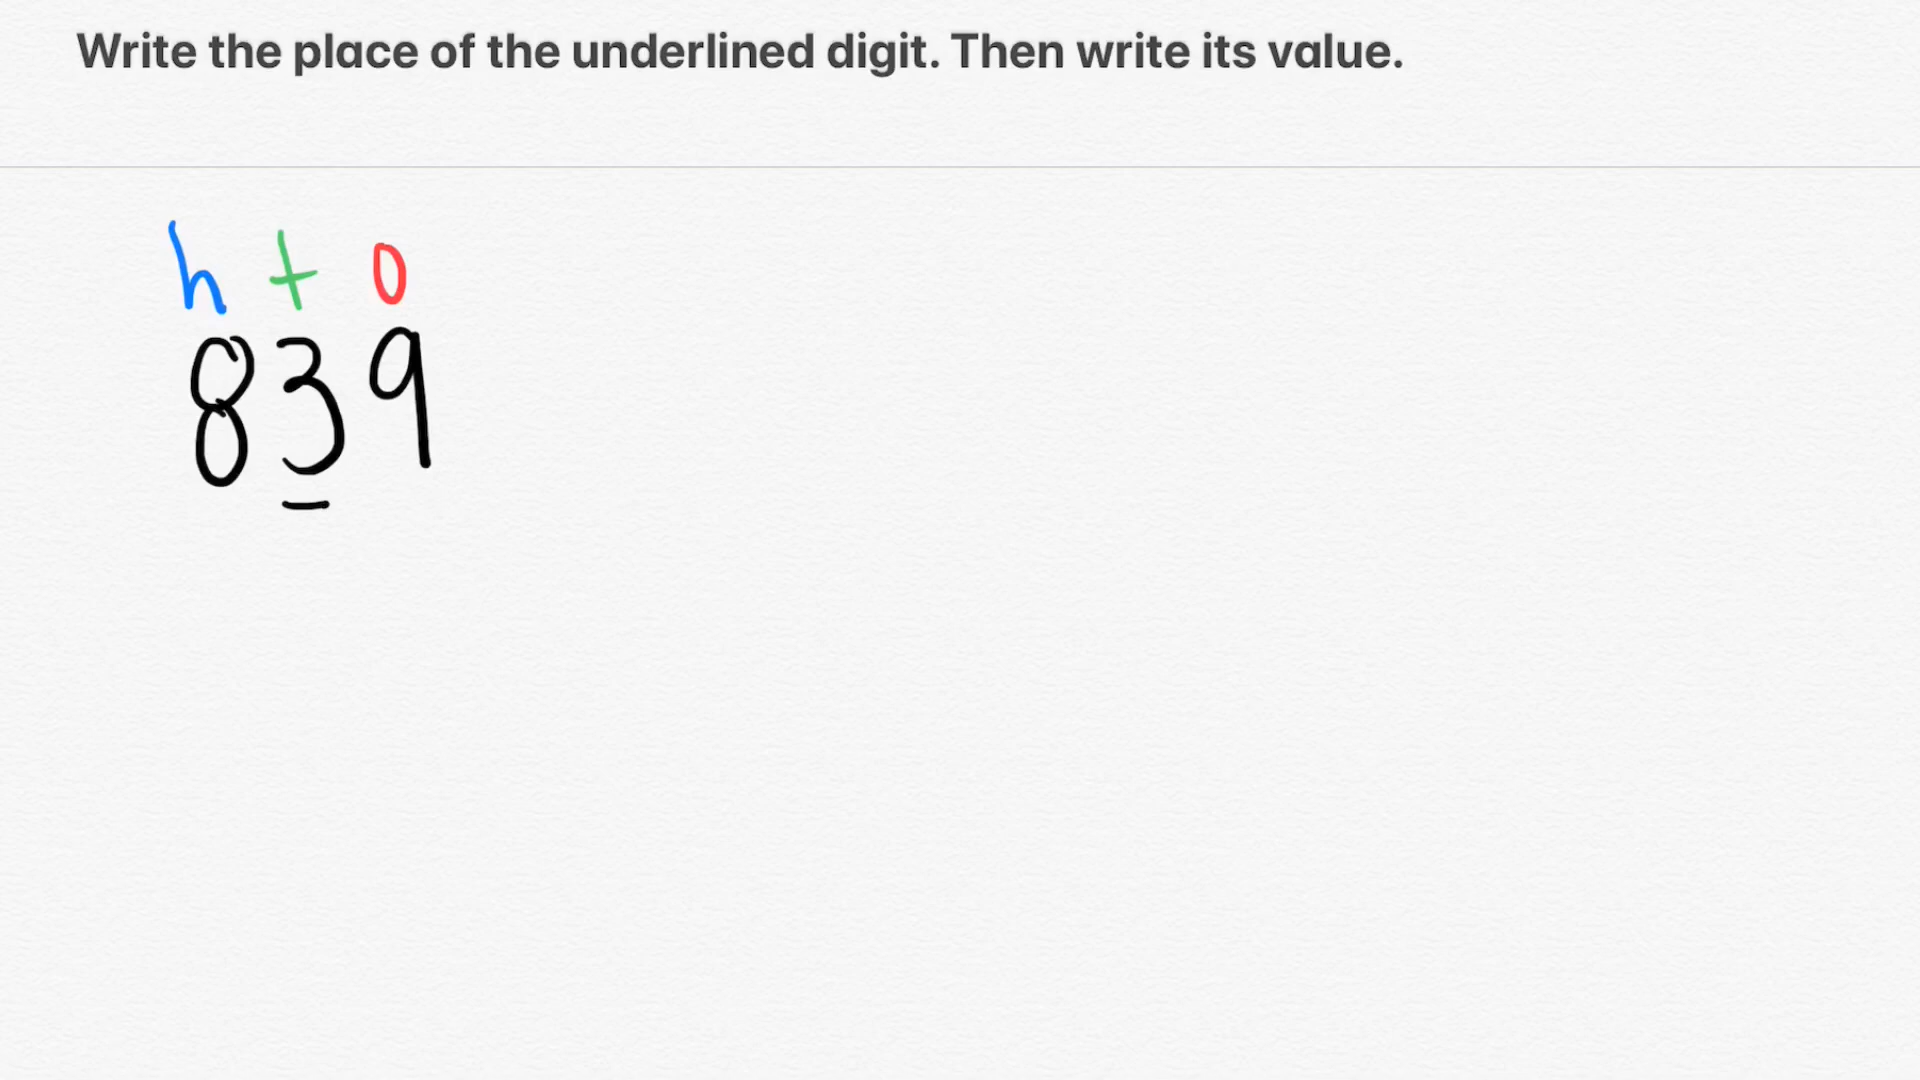 Write the place of the underlined digit. Then write its value.
h t o
839